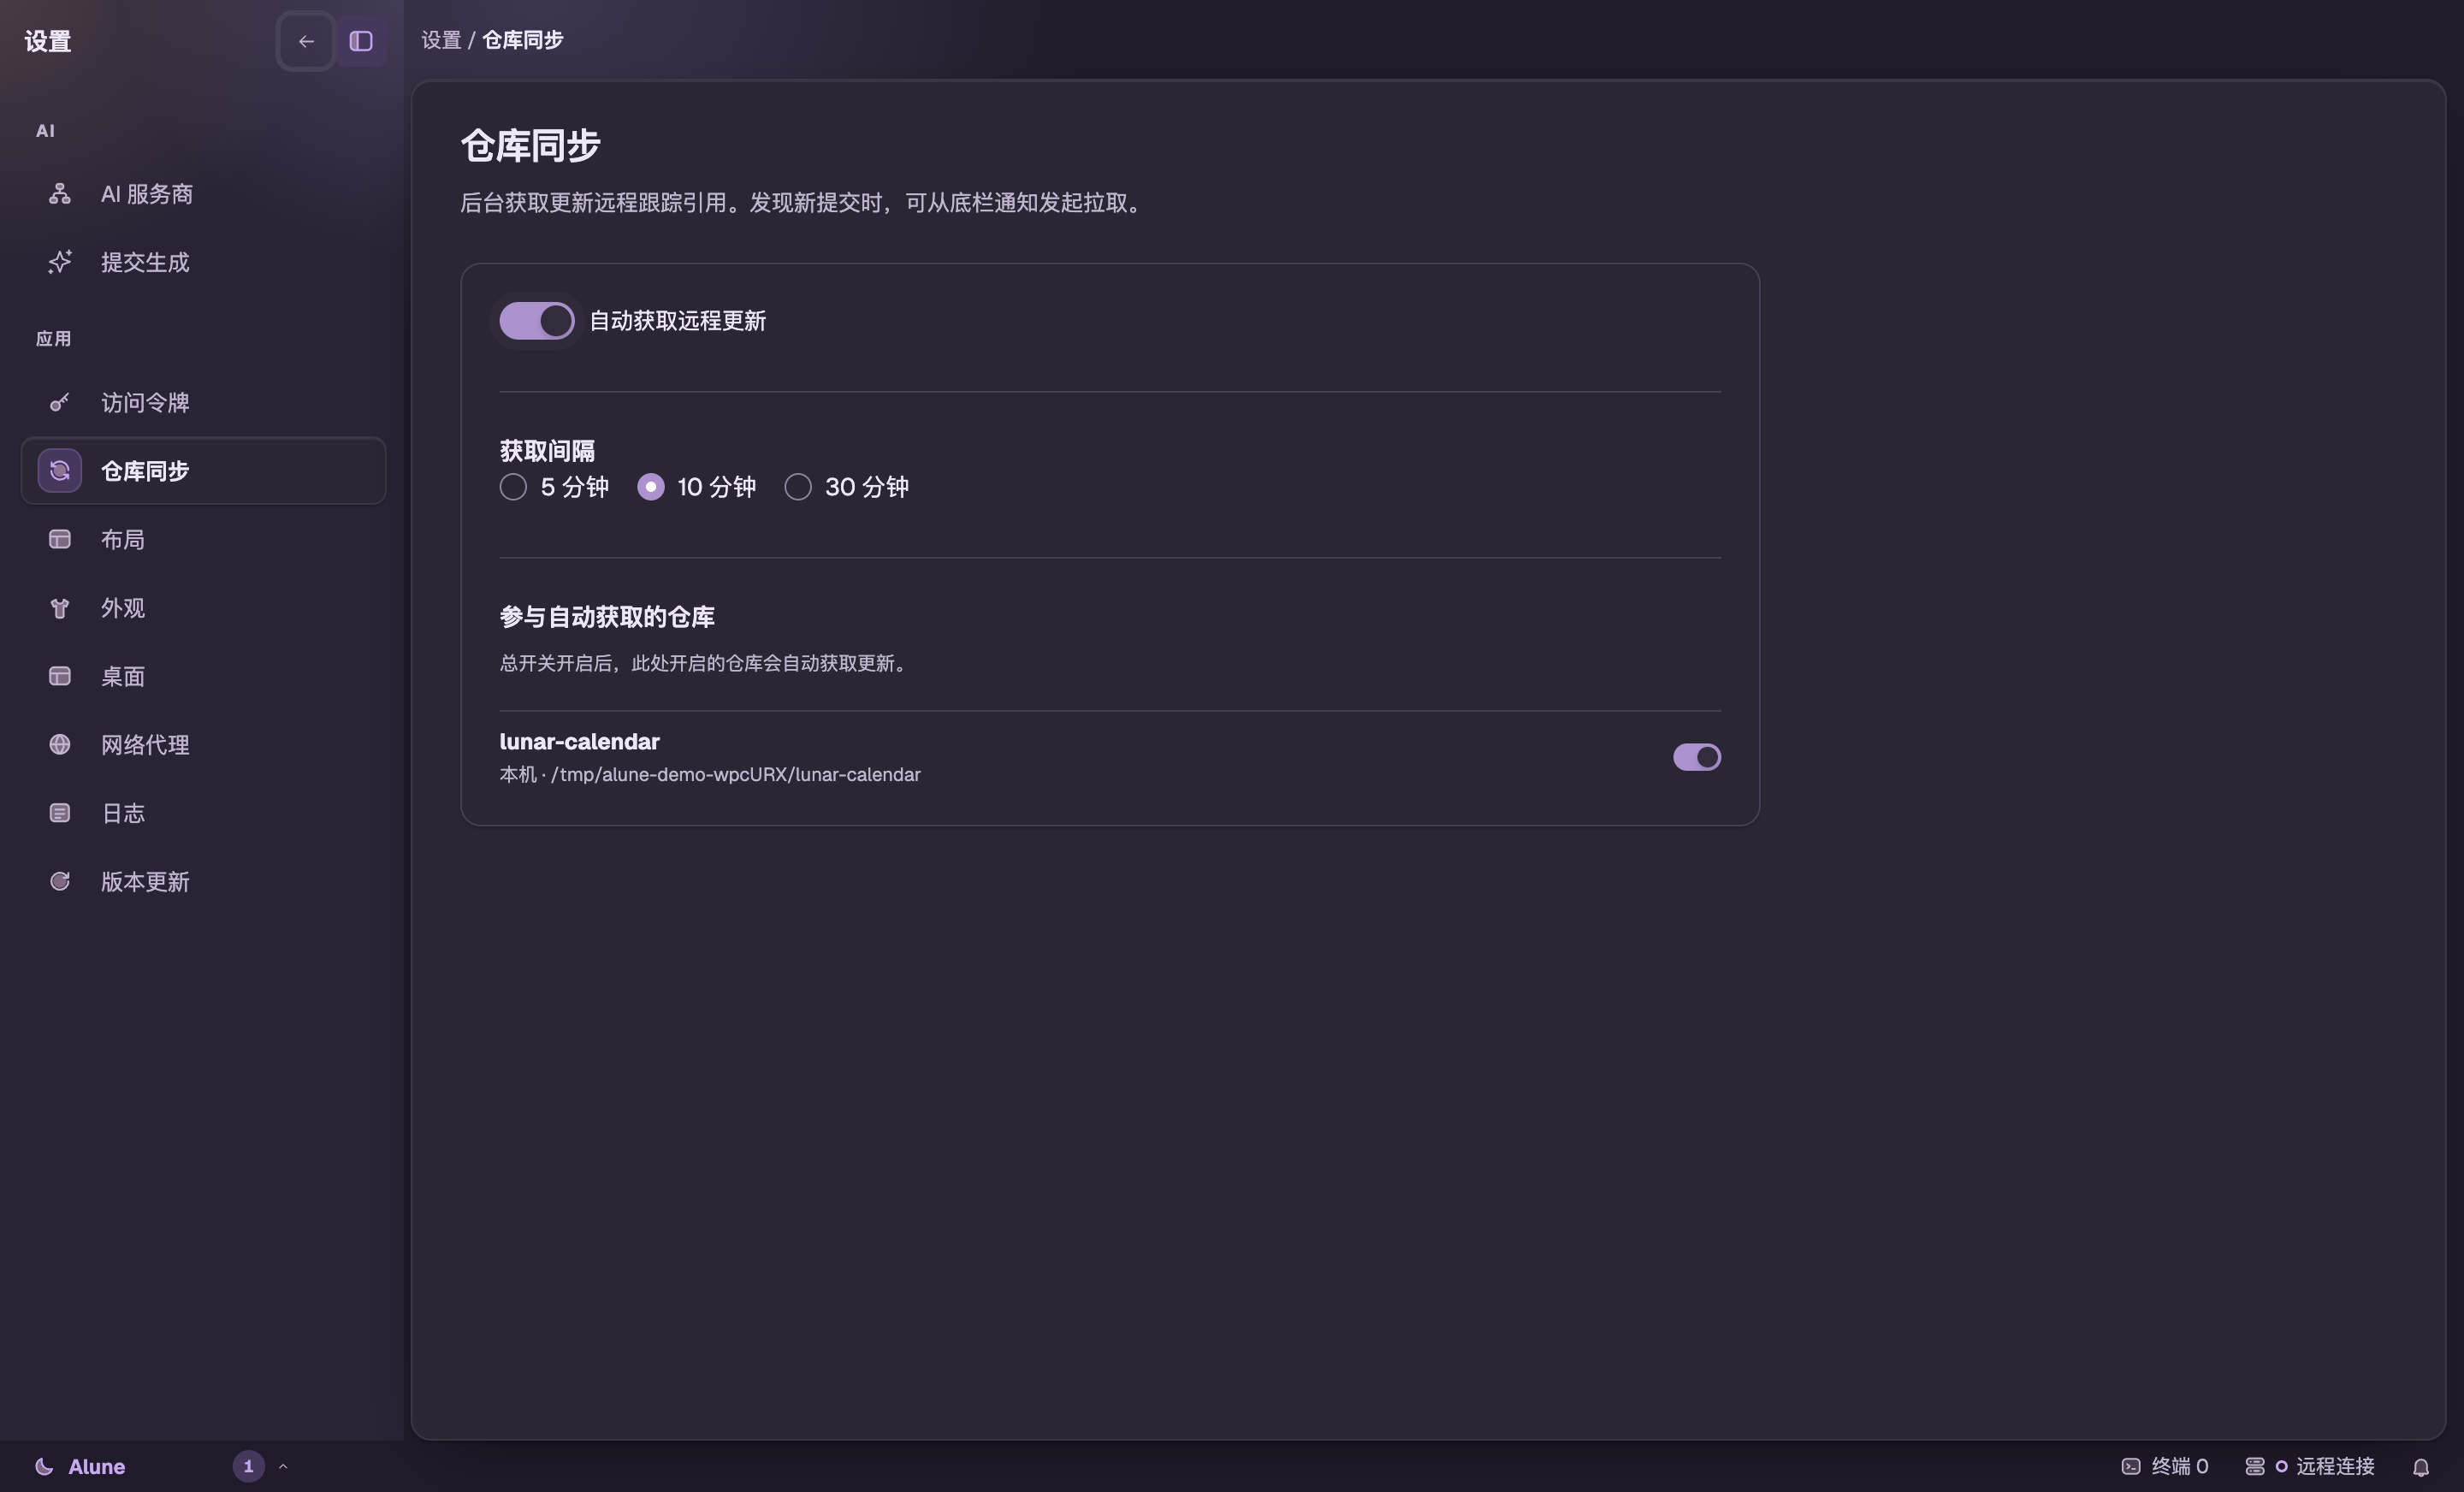 设置
AI
AI 服务商
提交生成
应用
访问令牌
仓库同步
布局
外观
桌面
网络代理
日志
版本更新
设置 / 仓库同步
仓库同步
后台获取更新远程跟踪引用。发现新提交时，可从底栏通知发起拉取。
自动获取远程更新
获取间隔
5 分钟 10 分钟 30 分钟
参与自动获取的仓库
总开关开启后，此处开启的仓库会自动获取更新。
lunar-calendar
本机 · /tmp/alune-demo-wpcURX/lunar-calendar
Alune 1
终端 0 远程连接